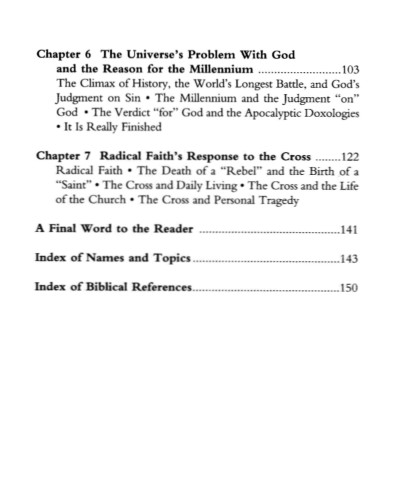 Chapter 6 The Universe's Problem With God
and the Reason for the Millennium ..........................103
The Climax of History, the World's Longest Battle, and God's
Judgment on Sin • The Millennium and the Judgment “on”
God • The Verdict “for” God and the Apocalyptic Doxologies
• It Is Really Finished
Chapter 7 Radical Faith's Response to the Cross ........122
Radical Faith • The Death of a “Rebel” and the Birth of a
“Saint” • The Cross and Daily Living • The Cross and the Life
of the Church • The Cross and Personal Tragedy
A Final Word to the Reader ............................................141
Index of Names and Topics..............................................143
Index of Biblical References..............................................150